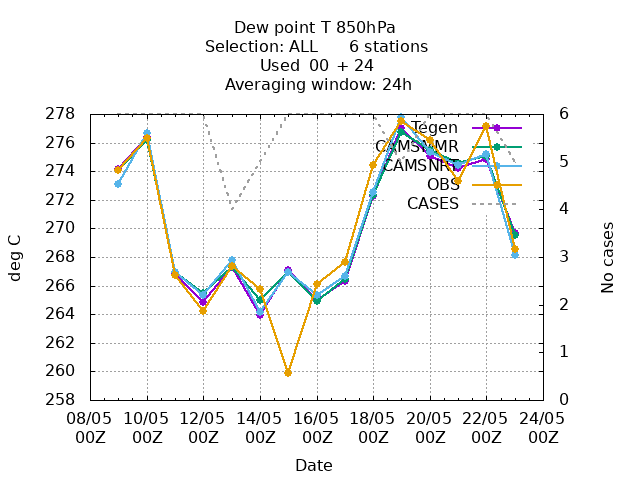 Dew point T 850hPa
Selection: ALL 6 stations
Used 00 + 24
Averaging window: 24h
278
276
274
272
270
268
266
264
262
260
258
6
5
4
3
2
1
0
deg C
No cases
Tegen
CAMSNRT
OBS
CASES
08/05 10/05 12/05 14/05 16/05 18/05 20/05 22/05 24/05
00Z 00Z 00Z 00Z 00Z 00Z 00Z 00Z 00Z
Date